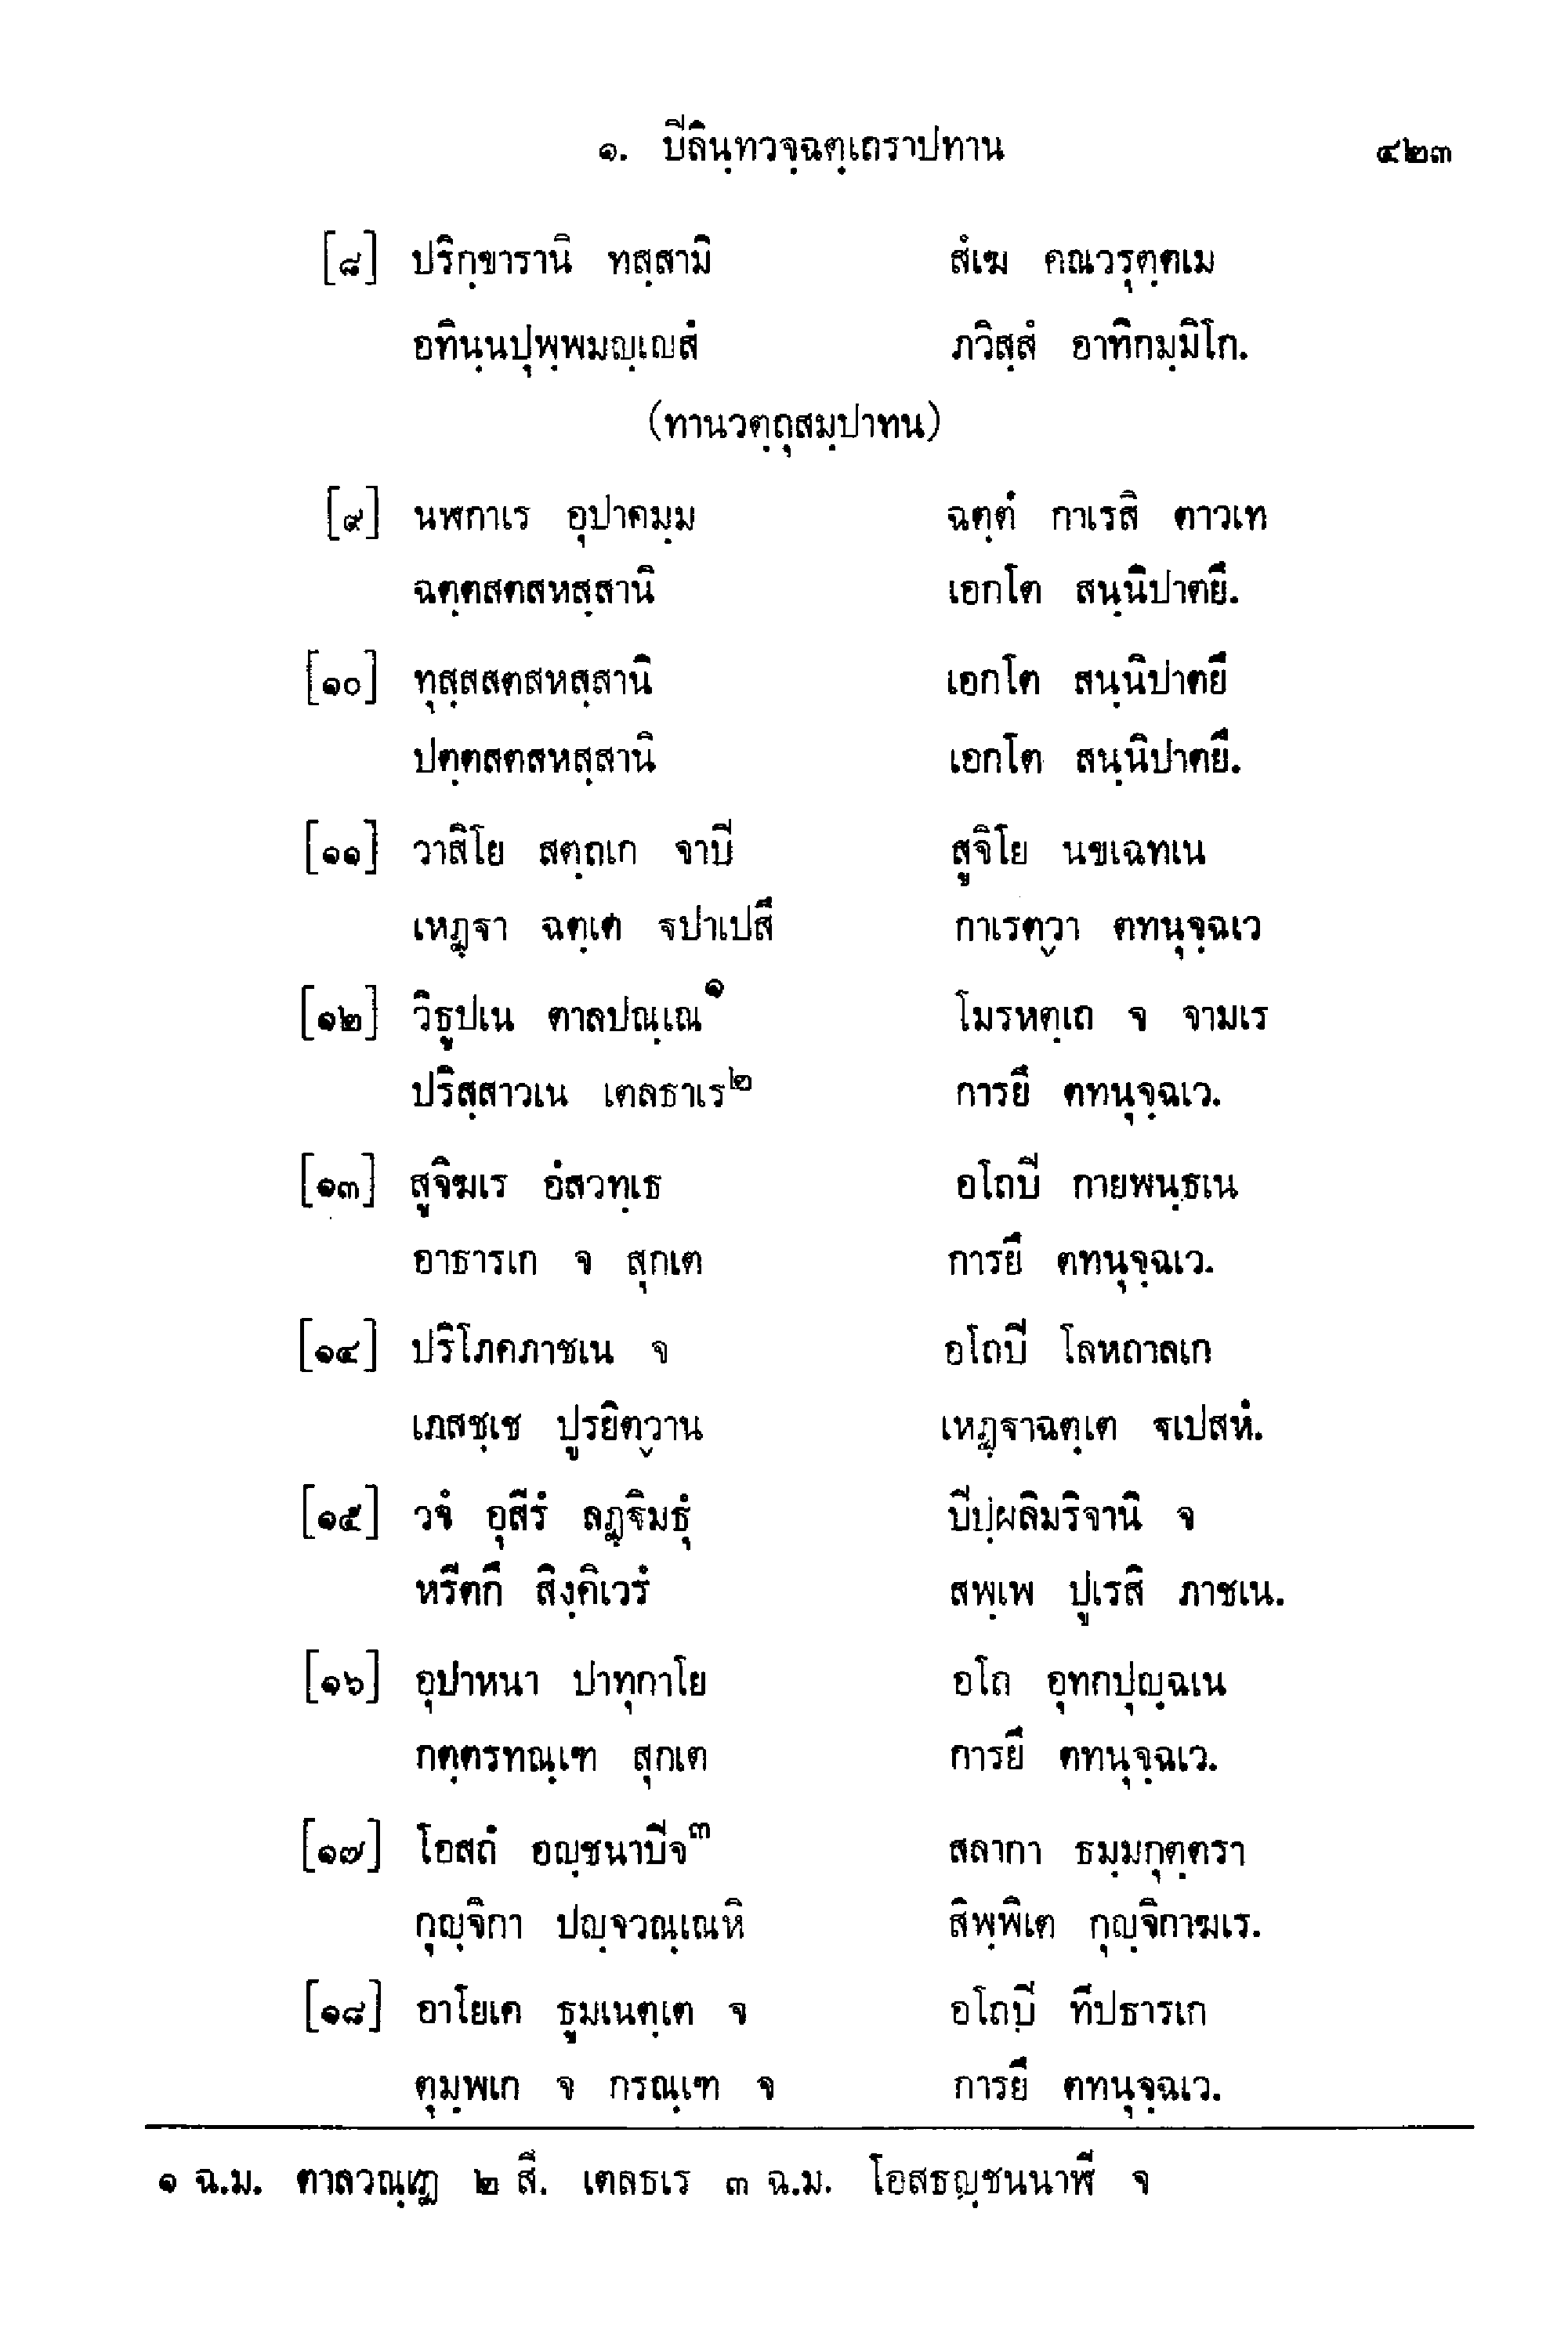 ๑. ปิลินฺทวจฺฉตฺเถราปทาน ๔๒๓
[๘] ปริกฺขารานิ ทสฺสามิ สํเฆ คณวรุตฺตเม
อทินฺนปุพฺพมญฺเญสํ ภวิสฺสํ อาทิกมฺมิโก.
(ทานวตฺถุสมฺปาทน)
[๙] นฬกาเร อุปาคมฺม ฉตฺตํ กาเรสิ ตาวเท
ฉตฺตสตสหสฺสานิ เอกโต สนฺนิปาตยึ.
[๑๐] ทุสฺสสตสหสฺสานิ เอกโต สนฺนิปาตยึ
ปตฺตสตสหสฺสานิ เอกโต สนฺนิปาตยึ.
[๑๑] วาสิโย สตฺถเก จาปิ สูจิโย นขเฉทเน
เหฏฺฐา ฉตฺเต ฐปาเปสึ กาเรตฺวา ตทนุจฺฉเว
[๑๒] วิธูปเน ตาลปณฺเณ๑ โมรหตฺเถ จ จามเร
ปริสฺสาวเน เตลธาเร๒ การยึ ตทนุจฺฉเว.
[๑๓] สูจิฆเร อํสวทฺเธ อโถปิ กายพนฺธเน
อาธารเก จ สุกเต การยึ ตทนุจฺฉเว.
[๑๔] ปริโภคภาชเน จ อโถปิ โลหถาลเก
เภสชฺเช ปูรยิตฺวาน เหฏฺฐาฉตฺเต ฐเปสหํ.
[๑๕] วจํ อุสีรํ ลฏฺฐิมธุํ ปิปฺผลิมริจานิ จ
หรีตกึ สิงฺคิเวรํ สพฺเพ ปูเรสิ ภาชเน.
[๑๖] อุปาหนา ปาทุกาโย อโถ อุทกปุญฺฉเน
กตฺตรทณฺเฑ สุกเต การยึ ตทนุจฺฉเว.
[๑๗] โอสถํ อญฺชนาปิจ๓ สลากา ธมฺมกุตฺตรา
กุญฺจิกา ปญฺจวณฺเณหิ สิพฺพิเต กุญฺจิกาฆเร.
[๑๘] อาโยเค ธูมเนตฺเต จ อโถปิ ทีปธารเก
ตุมฺพเก จ กรณฺเฑ จ การยึ ตทนุจฺฉเว.
๑ ฉ.ม. ตาลวณฺเฏ ๒ สี. เตลธเร ๓ ฉ.ม. โอสธญฺชนนาฬี จ